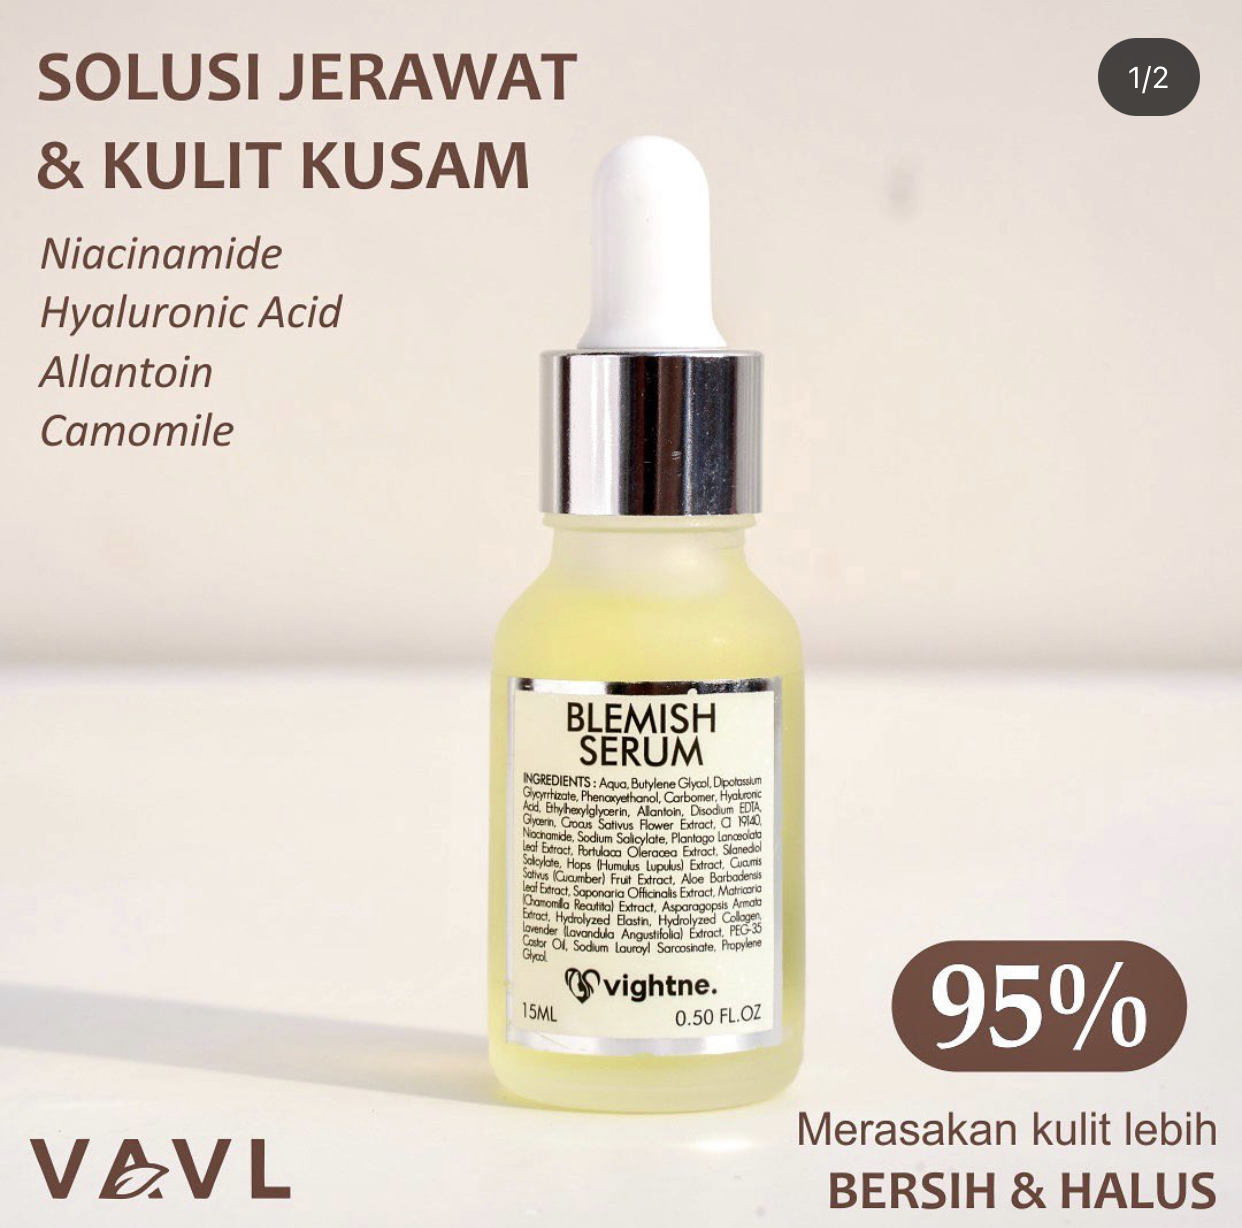 SOLUSI JERAWAT
& KULIT KUSAM
1/2
Niacinamide
Hyaluronic Acid
Allantoin
Camomile
BLEMISH
SERUM
INGREDIENTS : Aqua, Butylene Glycol, Dipotassium
Glycyrrhizate, Phenoxyethanol, Carbomer, Hyaluronic
Acid, Ethylhexylglycerin, Allantoin, Disodium EDTA,
Glycerin, Crocus Sativus Flower Extract, CI 19140,
Niacinamide, Sodium Salicylate, Plantago Lanceolata
Leaf Extract, Portulaca Oleracea Extract, Silanediol
Salicylate, Hops (Humulus Lupulus) Extract, Cucumis
Sativus (Cucumber) Fruit Extract, Aloe Barbadensis
Leaf Extract, Saponaria Officinalis Extract, Matricaria
(Chamomilla Recutita) Extract, Asparagopsis Armata
Extract, Hydrolyzed Elastin, Hydrolyzed Collagen,
Lavender (Lavandula Angustifolia) Extract, PEG-35
Castor Oil, Sodium Lauroyl Sarcosinate, Propylene
Glycol.
vightne.
15ML 0.50 FL.OZ
95%
Merasakan kulit lebih
BERSIH & HALUS
VAVL